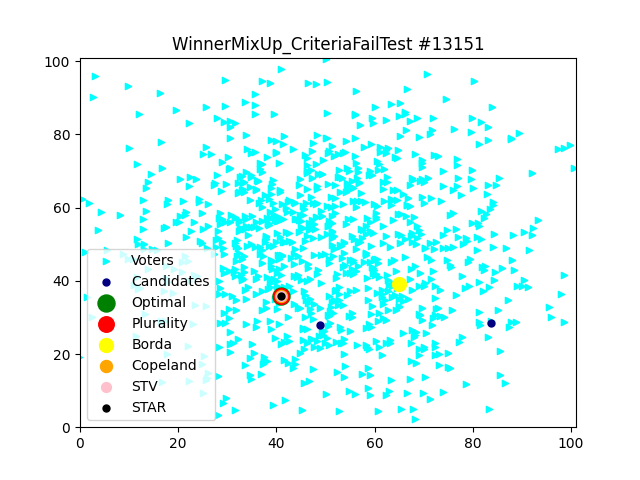 WinnerMixUp_CriteriaFailTest #13151
100
80
60
40
20
0
Voters
Candidates
Optimal
Plurality
Borda
Copeland
STV
STAR
0 20 40 60 80 100